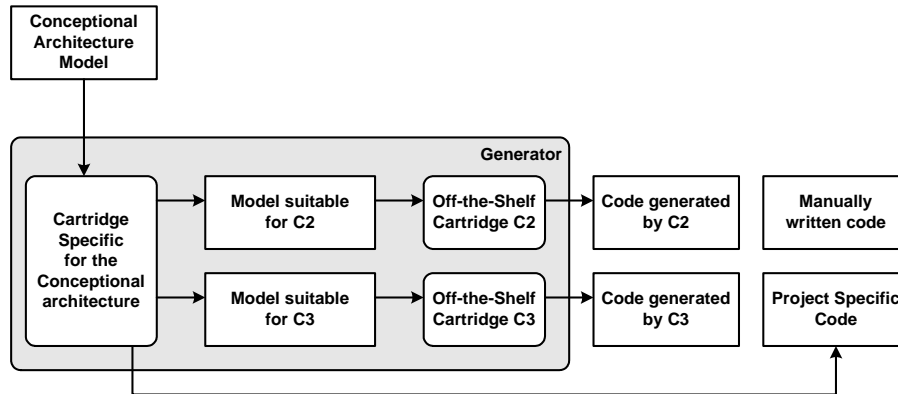 Conceptional
Architecture
Model
Generator
Cartridge
Specific
for the
Conceptional
architecture
Model suitable
for C2
Off-the-Shelf
Cartridge C2
Code generated
by C2
Manually
written code
Model suitable
for C3
Off-the-Shelf
Cartridge C3
Code generated
by C3
Project Specific
Code